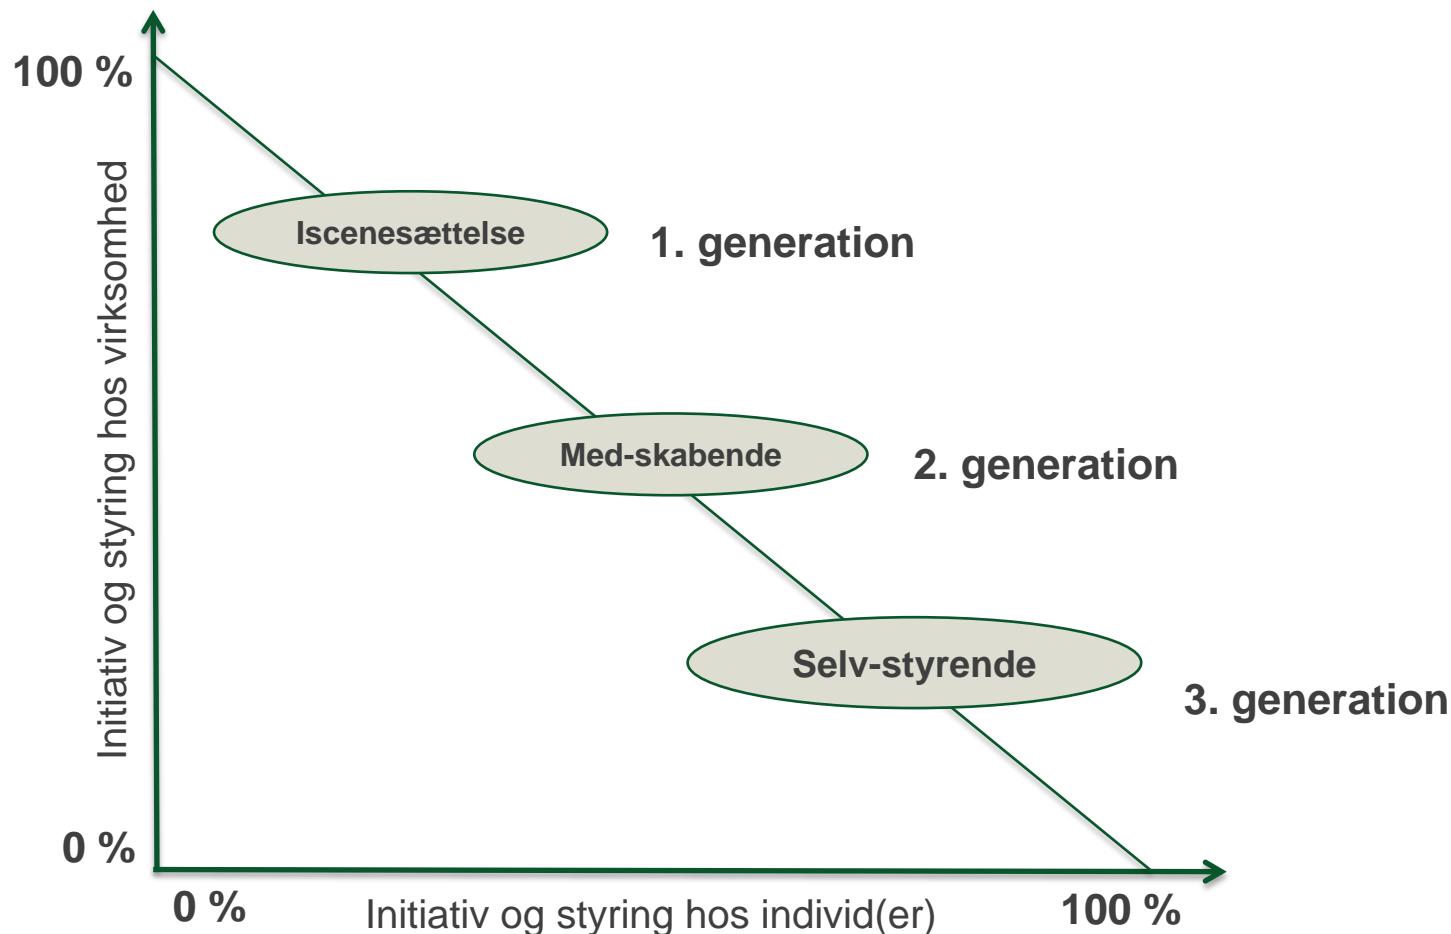 100 %
Initiativ og styring hos virksomhed
Iscenesættelse
1. generation
Med-skabende
2. generation
Selv-styrende
3. generation
0 %
0 %
Initiativ og styring hos individ(er)
100 %